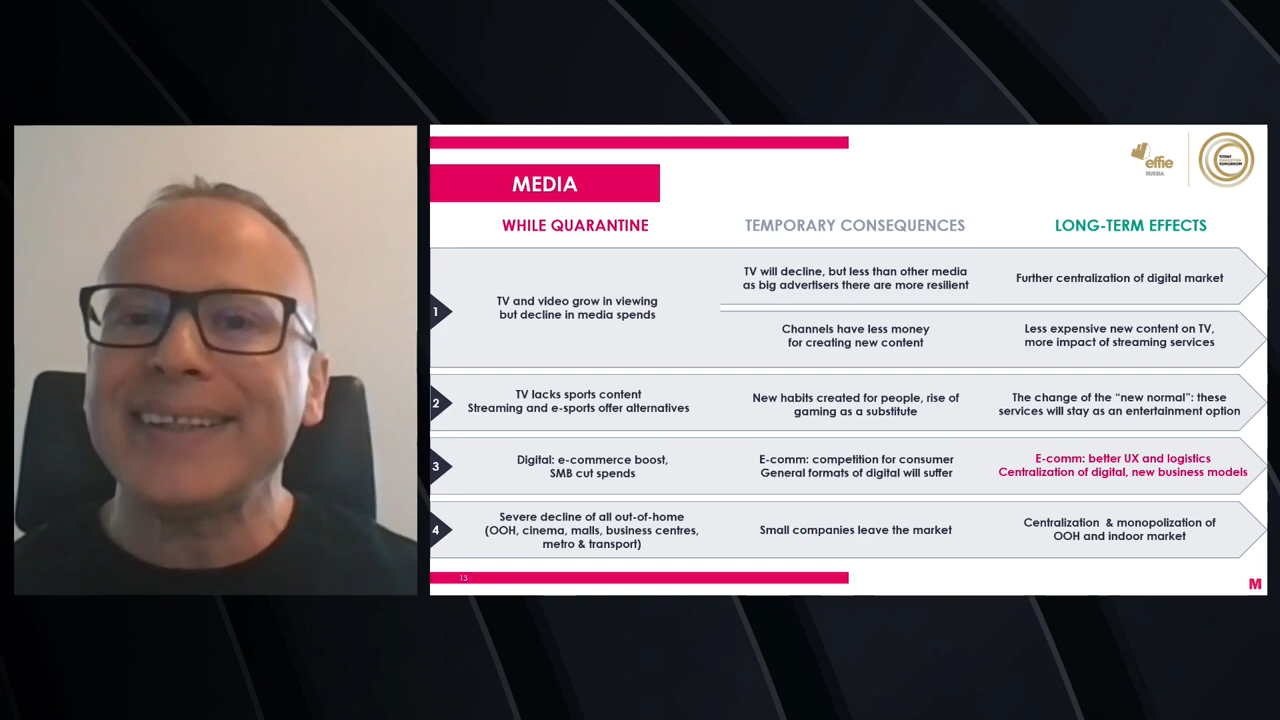 effie
RUSSIA
TODAY
TOMORROW
MEDIA
WHILE QUARANTINE
TEMPORARY CONSEQUENCES
LONG-TERM EFFECTS
1
TV and video grow in viewing
but decline in media spends
TV will decline, but less than other media
as big advertisers there are more resilient
Further centralization of digital market
Channels have less money
for creating new content
Less expensive new content on TV,
more impact of streaming services
2
TV lacks sports content
Streaming and e-sports offer alternatives
New habits created for people, rise of
gaming as a substitute
The change of the “new normal”: these
services will stay as an entertainment option
3
Digital: e-commerce boost,
SMB cut spends
E-comm: competition for consumer
General formats of digital will suffer
E-comm: better UX and logistics
Centralization of digital, new business models
4
Severe decline of all out-of-home
(OOH, cinema, malls, business centres,
metro & transport)
Small companies leave the market
Centralization & monopolization of
OOH and indoor market
13
M